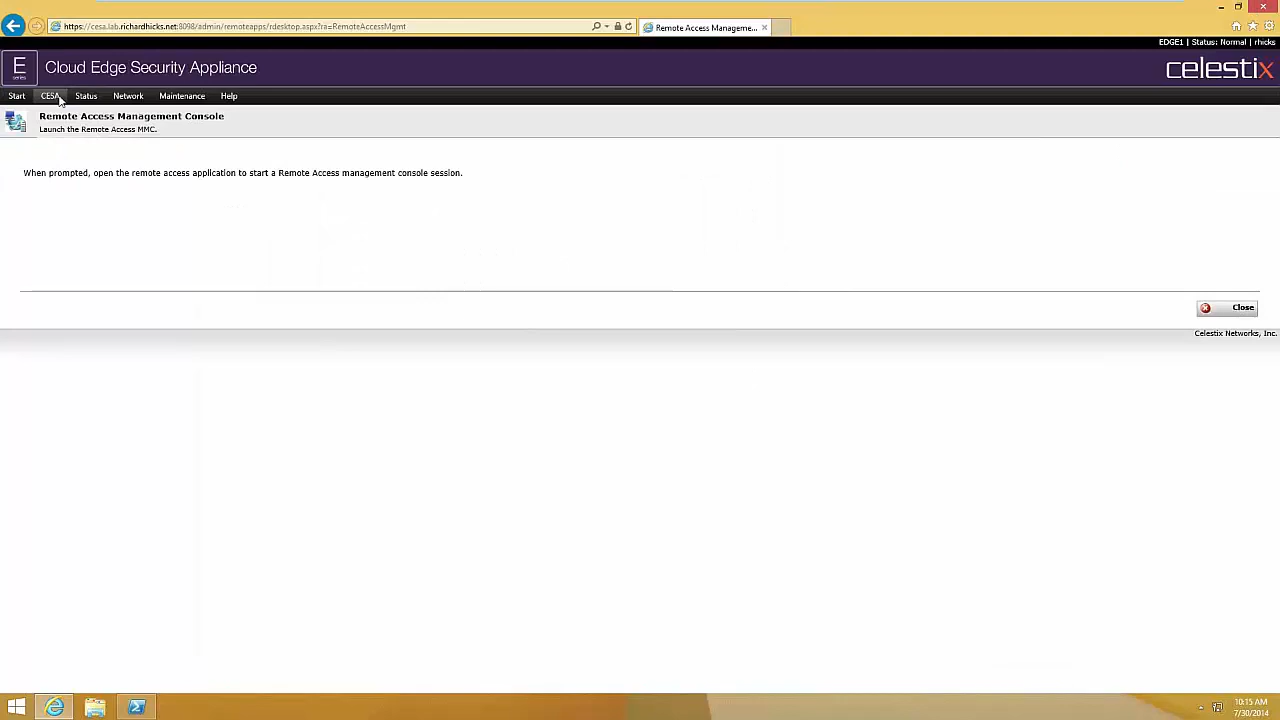 https://cesa.lab.richardhicks.net:8098/admin/remoteapps/rdesktop.aspx?ra=RemoteAccessMgmt
Remote Access Manageme...
EDGE1 | Status: Normal | rhicks
E
series
Cloud Edge Security Appliance
celestix
Start CESA Status Network Maintenance Help
Remote Access Management Console
Launch the Remote Access MMC.
When prompted, open the remote access application to start a Remote Access management console session.
Close
Celestix Networks, Inc.
10:15 AM
7/30/2014